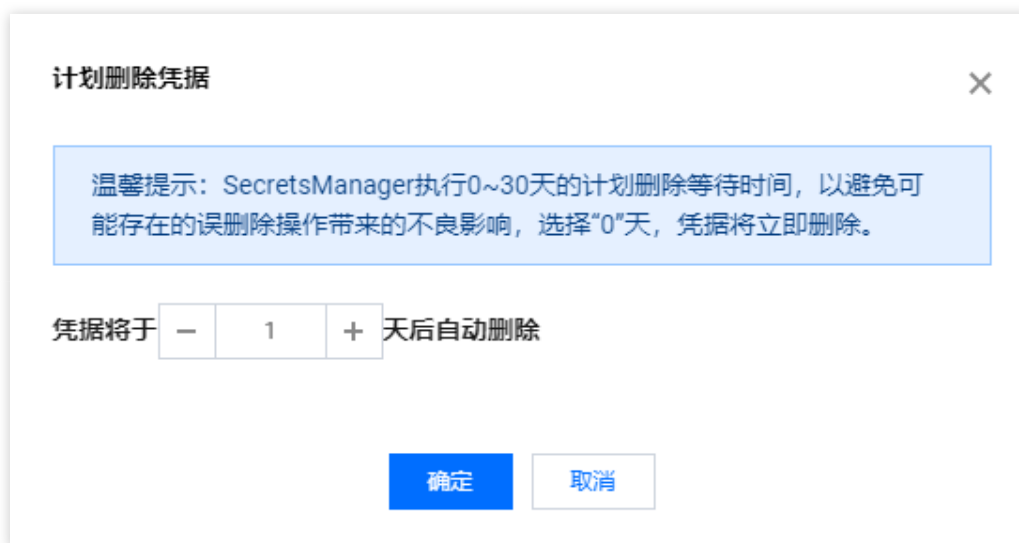 计划删除凭据
温馨提示：SecretsManager执行0~30天的计划删除等待时间，以避免可
能存在的误删除操作带来的不良影响，选择“0”天，凭据将立即删除。
凭据将于 － 1 + 天后自动删除
确定 取消